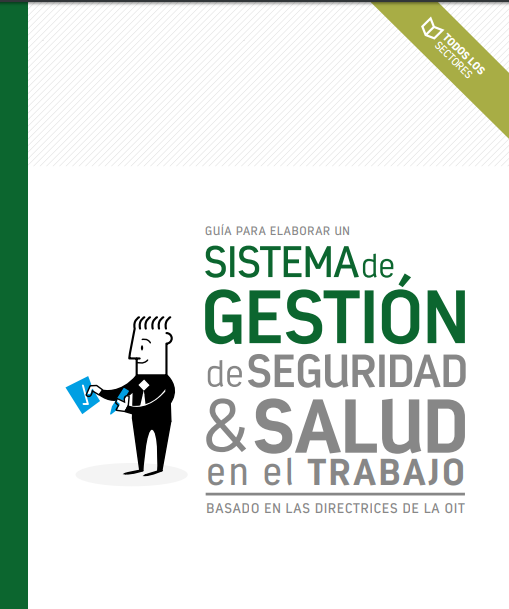 TODOS LOS
SECTORES
GUÍA PARA ELABORAR UN
SISTEMA de
GESTIÓN
de SEGURIDAD
& SALUD
en el TRABAJO
BASADO EN LAS DIRECTRICES DE LA OIT